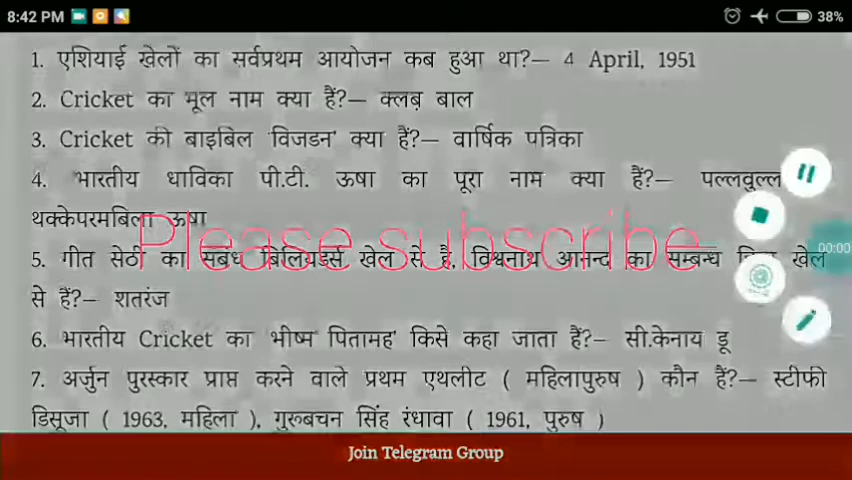 8:42 PM 38%
1. एशियाई खेलों का सर्वप्रथम आयोजन कब हुआ था?– 4 April, 1951
2. Cricket का मूल नाम क्या हैं?– क्लब़ बाल
3. Cricket की बाइबिल 'विजडन' क्या हैं?– वार्षिक पत्रिका
4. भारतीय धाविका पी.टी. ऊषा का पूरा नाम क्या हैं?– पल्लवुल्ल
थक्केपरमबिला ऊषा
Please subscribe
00:00
5. गीत सेठी का संबंध बिलियर्ड्स खेल से है, विश्वनाथ आनन्द का सम्बन्ध किस खेल
से हैं?– शतरंज
6. भारतीय Cricket का 'भीष्म पितामह' किसे कहा जाता हैं?– सी.केनाय डू
7. अर्जुन पुरस्कार प्राप्त करने वाले प्रथम एथलीट ( महिलापुरुष ) कौन हैं?– स्टीफी
डिसूजा ( 1963, महिला ), गुरूबचन सिंह रंधावा ( 1961, पुरुष )
Join Telegram Group